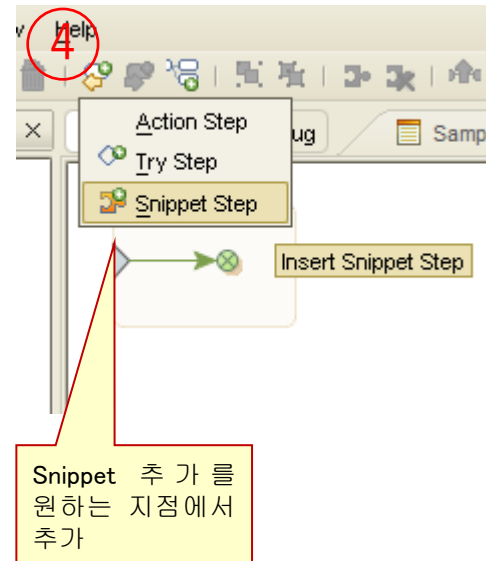 v Help
4
Action Step
ug
Samp
Try Step
Snippet Step
Insert Snippet Step
Snippet 추가를
원하는 지점에서
추가